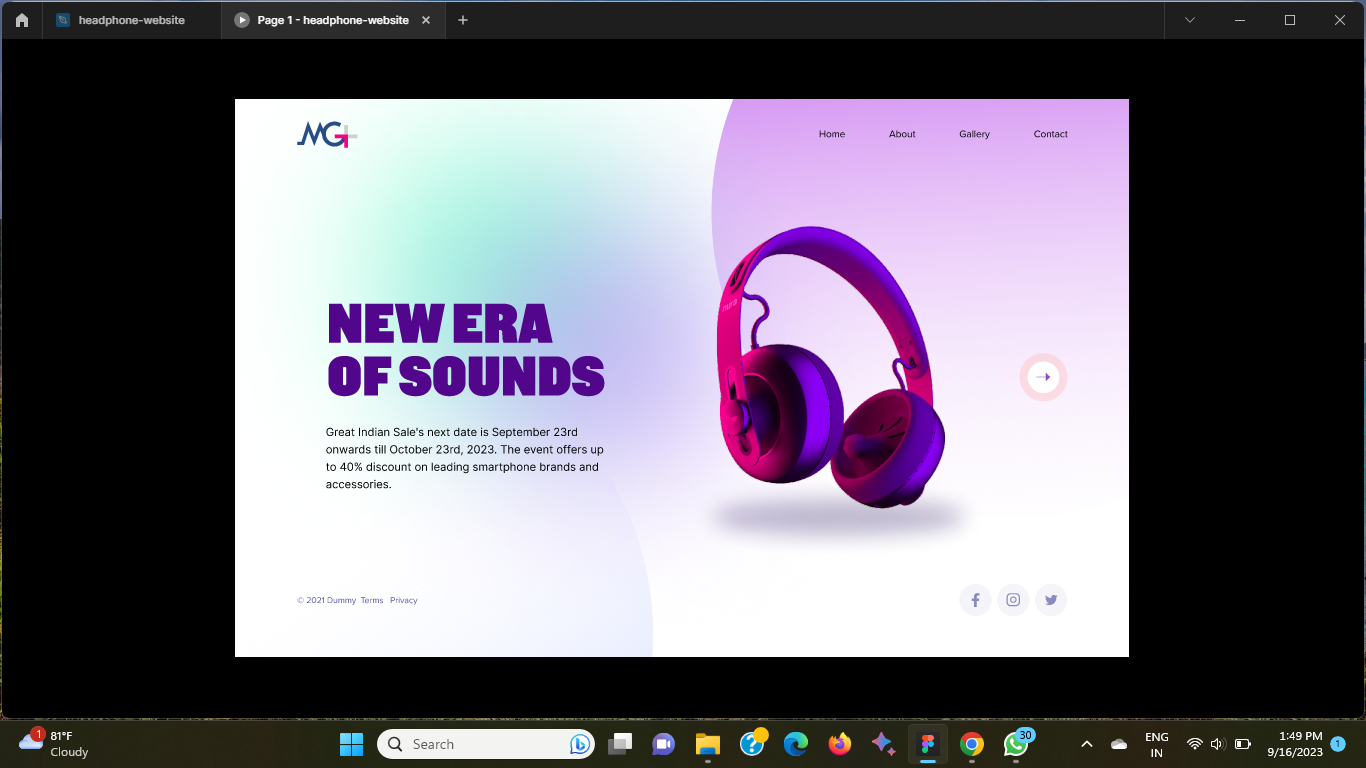 headphone-website
Page 1 - headphone-website
MG+
Home About Gallery Contact
nura
NEW ERA
OF SOUNDS
Great Indian Sale's next date is September 23rd
onwards till October 23rd, 2023. The event offers up
to 40% discount on leading smartphone brands and
accessories.
© 2021 Dummy Terms Privacy
1
81°F
Cloudy
Search
30
ENG
IN
1:49 PM
9/16/2023
1